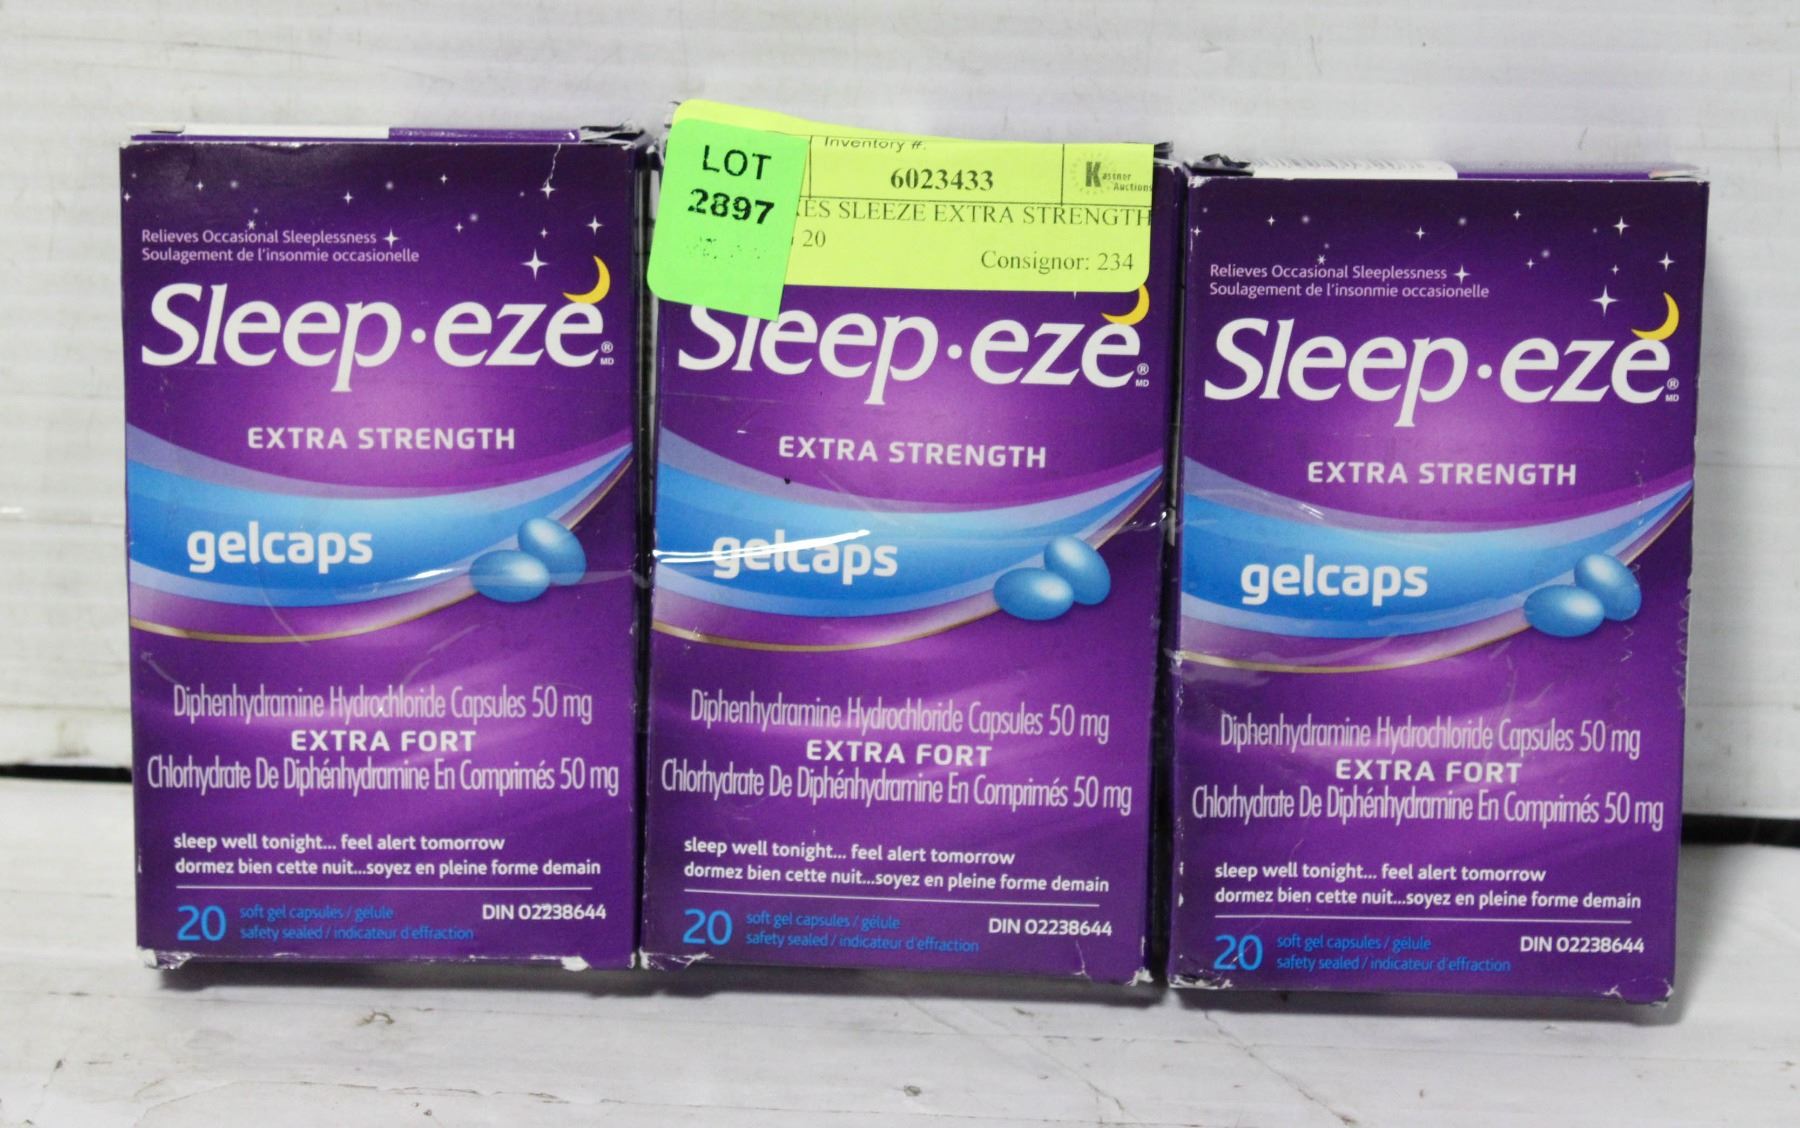 Relieves Occasional Sleeplessness
Soulagement de l'insonmie occasionelle
Sleep•eze®
MD
EXTRA STRENGTH
gelcaps
Diphenhydramine Hydrochloride Capsules 50 mg
EXTRA FORT
Chlorhydrate De Diphénhydramine En Comprimés 50 mg
sleep well tonight... feel alert tomorrow
dormez bien cette nuit...soyez en pleine forme demain
20 soft gel capsules / gélule
safety sealed / indicateur d'effraction
DIN 02238644
LOT
2897
Inventory #:
6023433
Kastner
Auctions
SLEEZE EXTRA STRENGTH
20
Consignor: 234
Sleep•eze®
MD
EXTRA STRENGTH
gelcaps
Diphenhydramine Hydrochloride Capsules 50 mg
EXTRA FORT
Chlorhydrate De Diphénhydramine En Comprimés 50 mg
sleep well tonight... feel alert tomorrow
dormez bien cette nuit...soyez en pleine forme demain
20 soft gel capsules / gélule
safety sealed / indicateur d'effraction
DIN 02238644
Relieves Occasional Sleeplessness
Soulagement de l'insonmie occasionelle
Sleep•eze®
MD
EXTRA STRENGTH
gelcaps
Diphenhydramine Hydrochloride Capsules 50 mg
EXTRA FORT
Chlorhydrate De Diphénhydramine En Comprimés 50 mg
sleep well tonight... feel alert tomorrow
dormez bien cette nuit...soyez en pleine forme demain
20 soft gel capsules / gélule
safety sealed / indicateur d'effraction
DIN 02238644